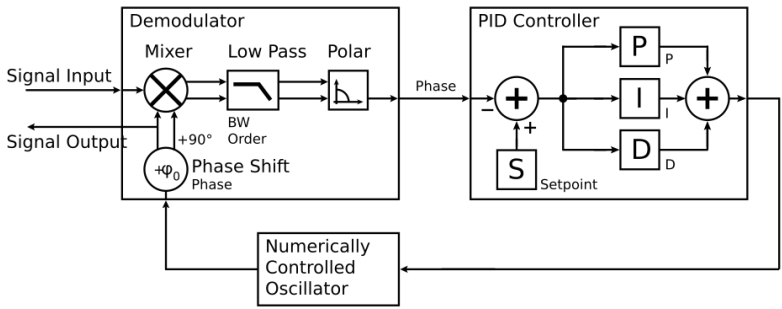 Demodulator
PID Controller
Mixer
Low Pass
Polar
Signal Input
Signal Output
BW
Order
+90°
+φ0
Phase Shift
Phase
Phase
−
+
+
S
Setpoint
P
P
I
I
D
D
+
Numerically
Controlled
Oscillator